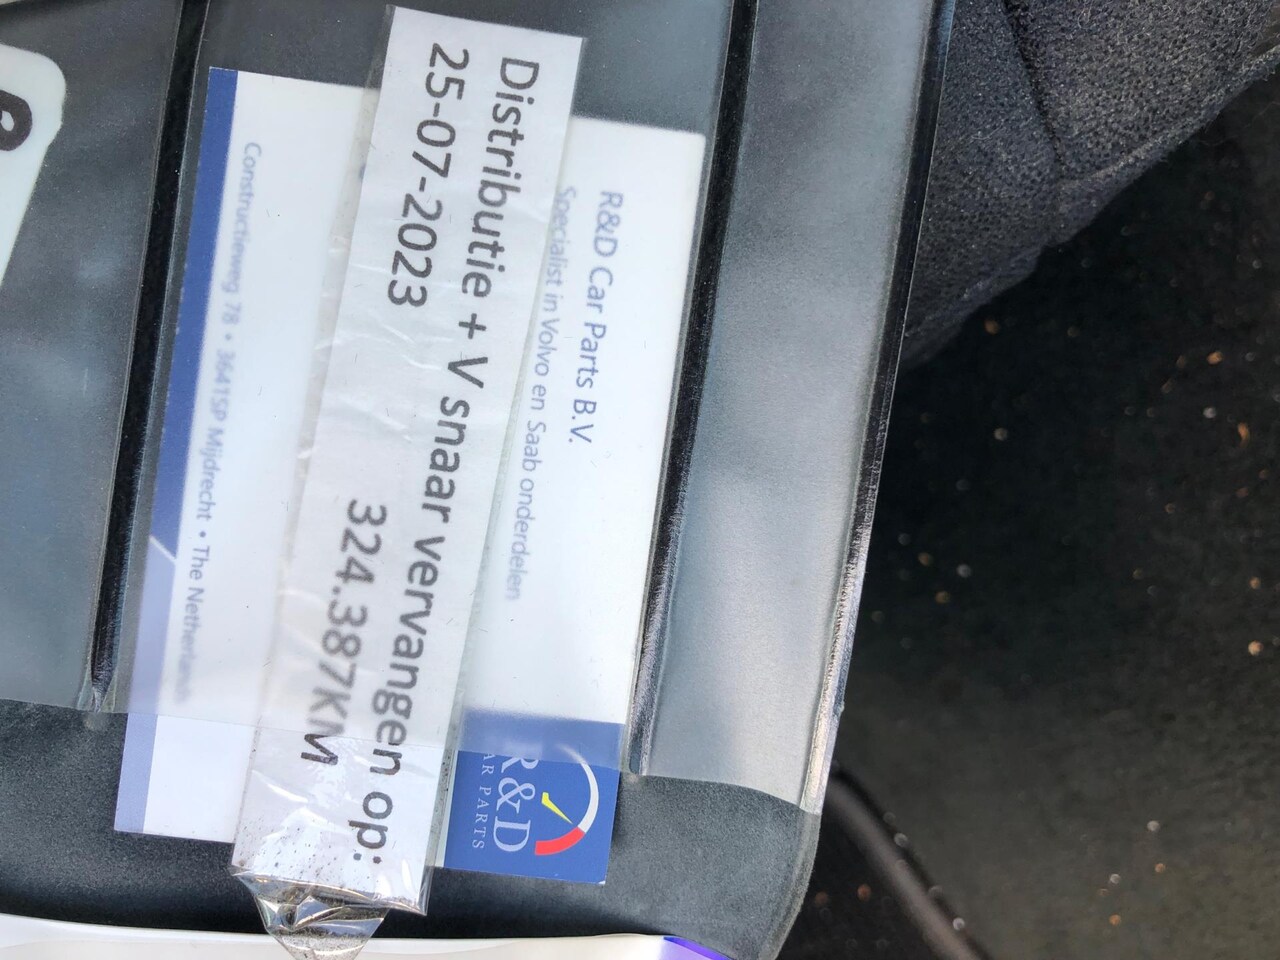 R&D Car Parts B.V.
Specialist in Volvo en Saab onderdelen
R&D
AR PARTS
Distributie + V snaar vervangen op:
25-07-2023
324.387KM
Constructieweg 78 • 3641SP Mijdrecht • The Netherlands